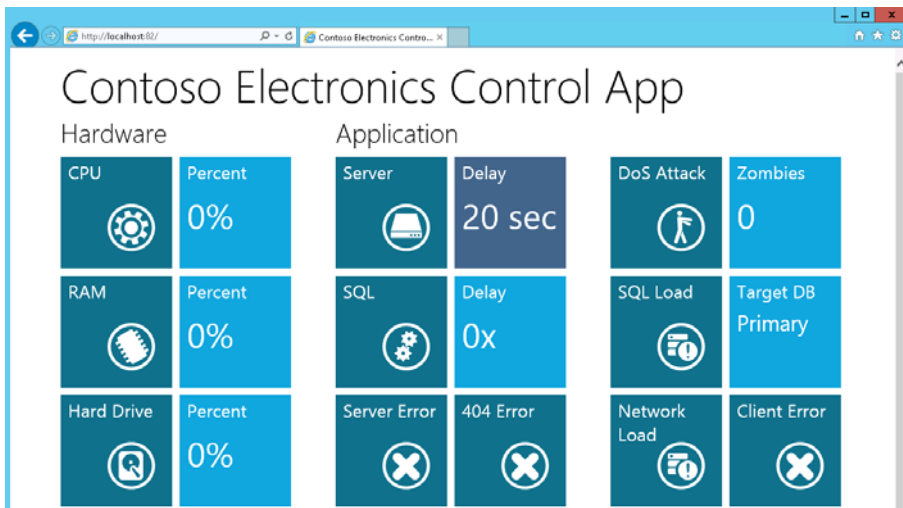 http://localhost:82/
Contoso Electronics Contro...
Contoso Electronics Control App
Hardware
Application
CPU
Percent
0%
Server
Delay
20 sec
DoS Attack
Zombies
0
RAM
Percent
0%
SQL
Delay
0x
SQL Load
Target DB
Primary
Hard Drive
Percent
0%
Server Error
404 Error
Network
Load
Client Error